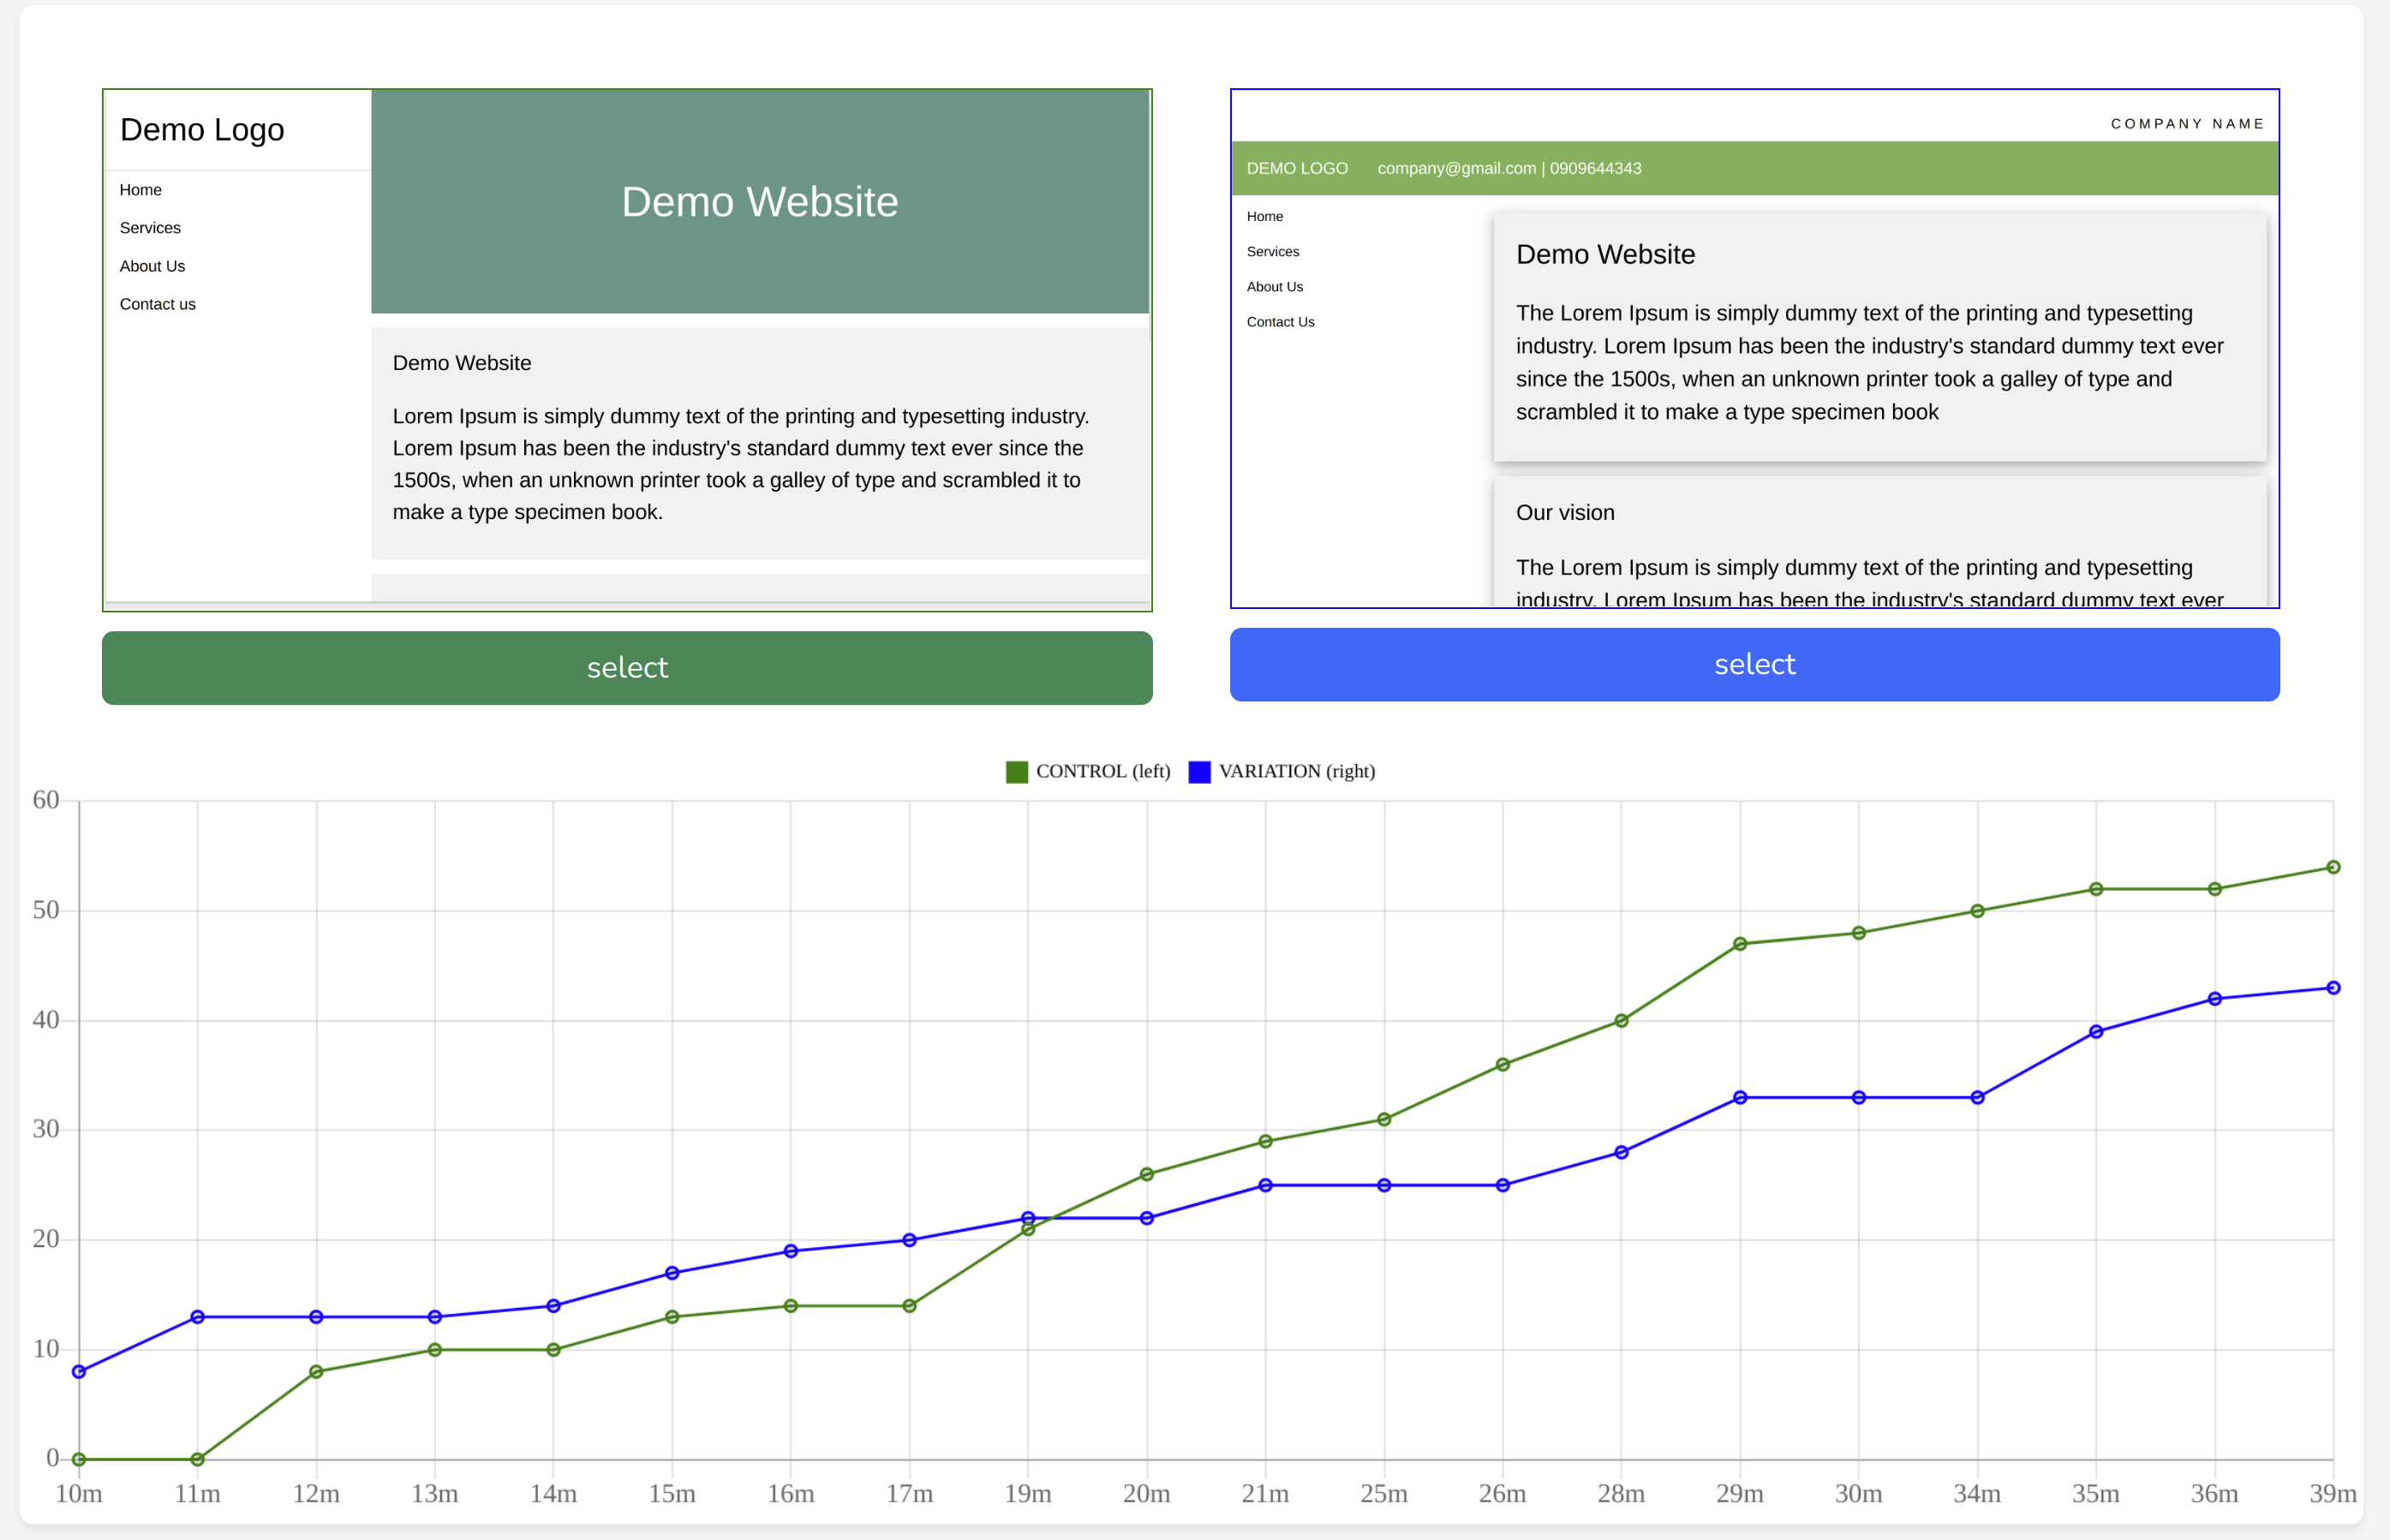 Demo Logo
Home
Services
About Us
Contact us
Demo Website
Demo Website
Lorem Ipsum is simply dummy text of the printing and typesetting industry.
Lorem Ipsum has been the industry's standard dummy text ever since the
1500s, when an unknown printer took a galley of type and scrambled it to
make a type specimen book.
select
COMPANY NAME
DEMO LOGO company@gmail.com | 0909644343
Home
Services
About Us
Contact Us
Demo Website
The Lorem Ipsum is simply dummy text of the printing and typesetting
industry. Lorem Ipsum has been the industry's standard dummy text ever
since the 1500s, when an unknown printer took a galley of type and
scrambled it to make a type specimen book
Our vision
The Lorem Ipsum is simply dummy text of the printing and typesetting
industry. Lorem Ipsum has been the industry's standard dummy text ever
select
CONTROL (left) VARIATION (right)
60
50
40
30
20
10
0
10m 11m 12m 13m 14m 15m 16m 17m 19m 20m 21m 25m 26m 28m 29m 30m 34m 35m 36m 39m